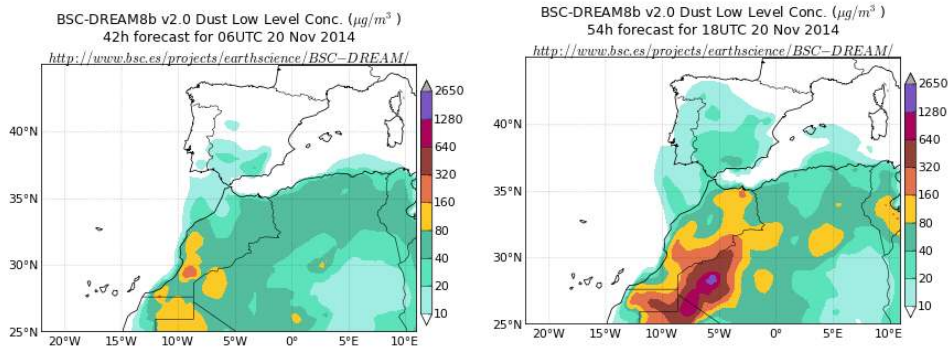 BSC-DREAM8b v2.0 Dust Low Level Conc. (μg/m³ )
42h forecast for 06UTC 20 Nov 2014
http://www.bsc.es/projects/earthscience/BSC−DREAM/
40°N
35°N
30°N
25°N
20°W
15°W
10°W
5°W
0°E
5°E
10°E
2650
1280
640
320
160
80
40
20
10
BSC-DREAM8b v2.0 Dust Low Level Conc. (μg/m³ )
54h forecast for 18UTC 20 Nov 2014
http://www.bsc.es/projects/earthscience/BSC−DREAM/
40°N
35°N
30°N
25°N
20°W
15°W
10°W
5°W
0°E
5°E
10°E
2650
1280
640
320
160
80
40
20
10